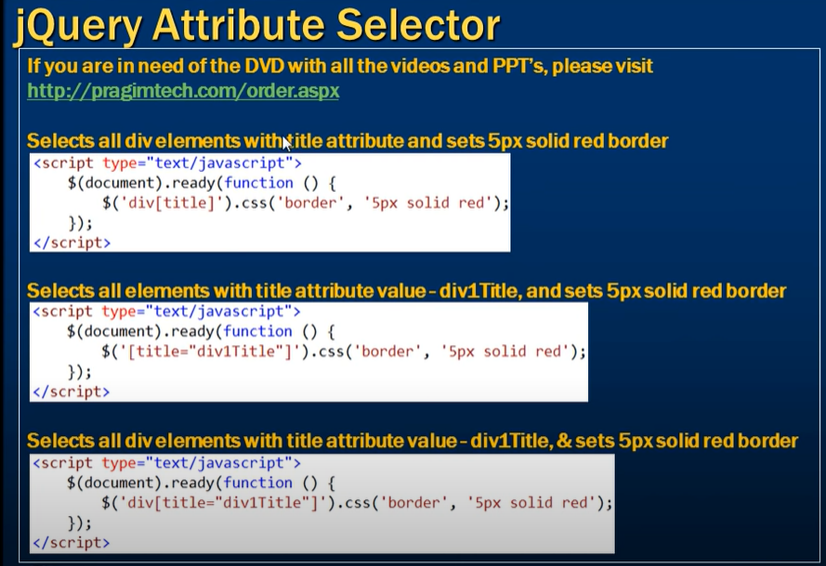 jQuery Attribute Selector
If you are in need of the DVD with all the videos and PPT's, please visit
http://pragimtech.com/order.aspx
Selects all div elements with title attribute and sets 5px solid red border
<script type="text/javascript">
$(document).ready(function () {
$('div[title]').css('border', '5px solid red');
});
</script>
Selects all elements with title attribute value - div1Title, and sets 5px solid red border
<script type="text/javascript">
$(document).ready(function () {
$('[title="div1Title"]').css('border', '5px solid red');
});
</script>
Selects all div elements with title attribute value - div1Title, & sets 5px solid red border
<script type="text/javascript">
$(document).ready(function () {
$('div[title="div1Title"]').css('border', '5px solid red');
});
</script>